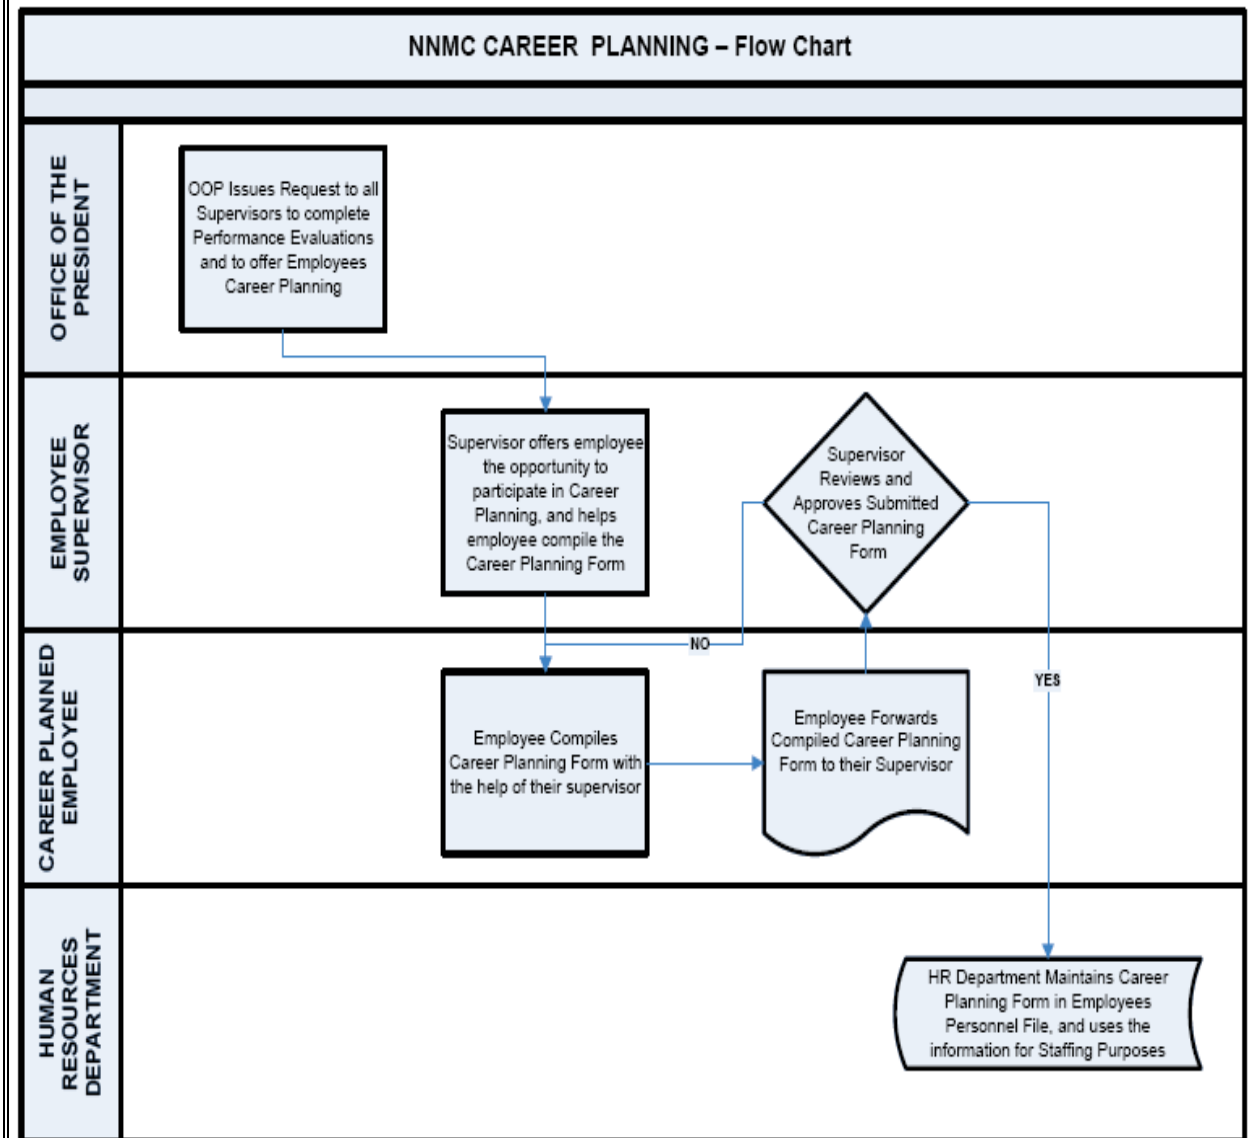 NNMC CAREER PLANNING – Flow Chart
OFFICE OF THE
PRESIDENT
OOP Issues Request to all
Supervisors to complete
Performance Evaluations
and to offer Employees
Career Planning
EMPLOYEE
SUPERVISOR
Supervisor offers employee
the opportunity to
participate in Career
Planning, and helps
employee compile the
Career Planning Form
Supervisor
Reviews and
Approves Submitted
Career Planning
Form
NO
YES
CAREER PLANNED
EMPLOYEE
Employee Compiles
Career Planning Form with
the help of their supervisor
Employee Forwards
Compiled Career Planning
Form to their Supervisor
HUMAN
RESOURCES
DEPARTMENT
HR Department Maintains Career
Planning Form in Employees
Personnel File, and uses the
information for Staffing Purposes